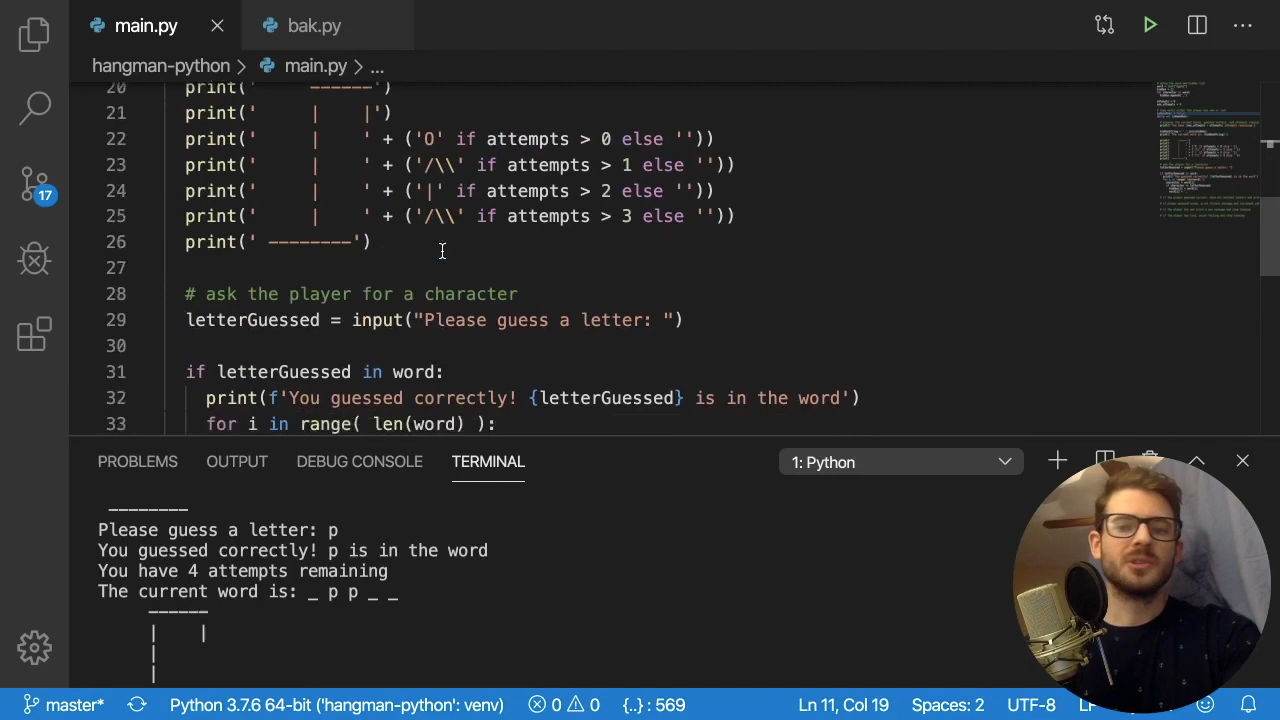 main.py
bak.py
hangman-python > main.py > ...
20 print('      ------')
21 print('      |    |')
22 print('      |    ' + ('O' if attempts > 0 else ''))
23 print('      |    ' + ('/\\' if attempts > 1 else ''))
24 print('      |    ' + ('|' if attempts > 2 else ''))
25 print('      |    ' + ('/\\' if attempts > 3 else ''))
26 print(' --------')
27
28 # ask the player for a character
29 letterGuessed = input("Please guess a letter: ")
30
31 if letterGuessed in word:
32 print(f'You guessed correctly! {letterGuessed} is in the word')
33 for i in range( len(word) ):
17
PROBLEMS OUTPUT DEBUG CONSOLE TERMINAL 1: Python
--------
Please guess a letter: p
You guessed correctly! p is in the word
You have 4 attempts remaining
The current word is: _ p p _ _
------
|    |
|
|
master* Python 3.7.6 64-bit ('hangman-python': venv) 0 0 {..} : 569 Ln 11, Col 19 Spaces: 2 UTF-8